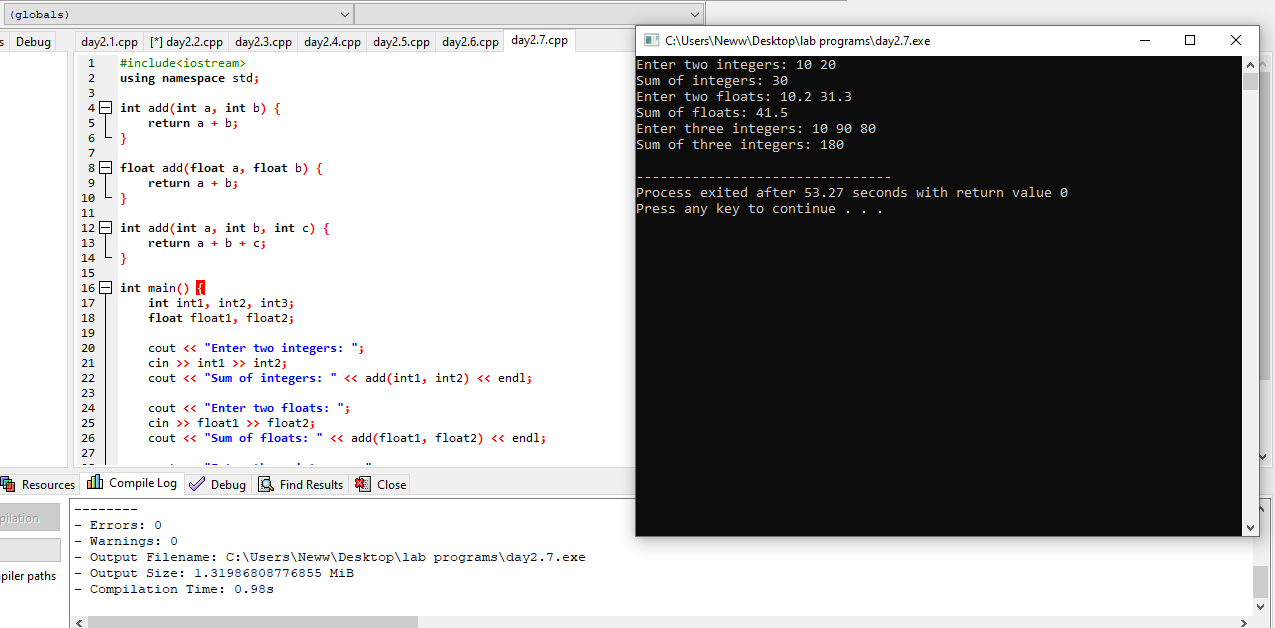 (globals)
s Debug
day2.1.cpp [*] day2.2.cpp day2.3.cpp day2.4.cpp day2.5.cpp day2.6.cpp day2.7.cpp
1 #include<iostream>
2 using namespace std;
3
4 int add(int a, int b) {
5 return a + b;
6 }
7
8 float add(float a, float b) {
9 return a + b;
10 }
11
12 int add(int a, int b, int c) {
13 return a + b + c;
14 }
15
16 int main() {
17 int int1, int2, int3;
18 float float1, float2;
19
20 cout << "Enter two integers: ";
21 cin >> int1 >> int2;
22 cout << "Sum of integers: " << add(int1, int2) << endl;
23
24 cout << "Enter two floats: ";
25 cin >> float1 >> float2;
26 cout << "Sum of floats: " << add(float1, float2) << endl;
27
C:\Users\Neww\Desktop\lab programs\day2.7.exe
Enter two integers: 10 20
Sum of integers: 30
Enter two floats: 10.2 31.3
Sum of floats: 41.5
Enter three integers: 10 90 80
Sum of three integers: 180
--------------------------------
Process exited after 53.27 seconds with return value 0
Press any key to continue . . .
Resources Compile Log Debug Find Results Close
pilation
piler paths
--------
- Errors: 0
- Warnings: 0
- Output Filename: C:\Users\Neww\Desktop\lab programs\day2.7.exe
- Output Size: 1.31986808776855 MiB
- Compilation Time: 0.98s